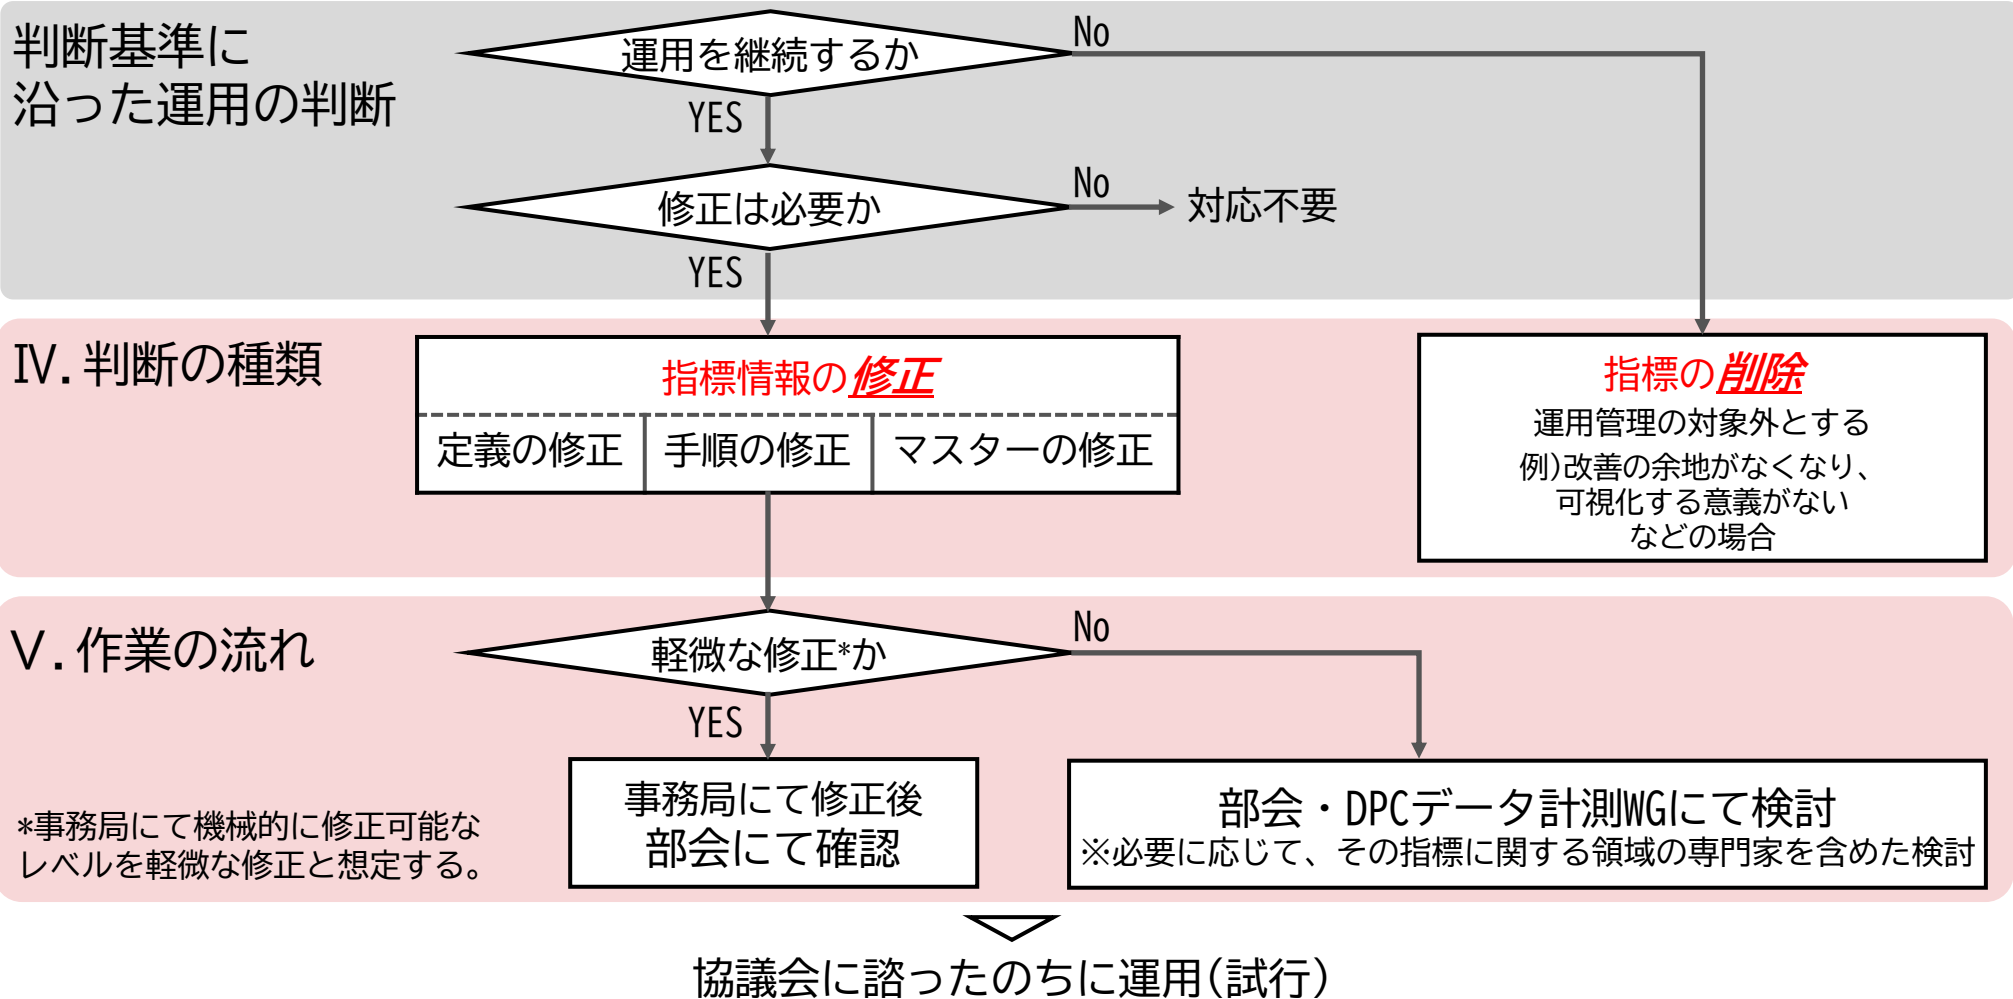 判断基準に
沿った運用の判断
運用を継続するか
No
YES
修正は必要か
No
対応不要
YES
Ⅳ.判断の種類
指標情報の修正
定義の修正
手順の修正
マスターの修正
指標の削除
運用管理の対象外とする
例)改善の余地がなくなり、
可視化する意義がない
などの場合
Ⅴ.作業の流れ
軽微な修正*か
No
YES
事務局にて修正後
部会にて確認
部会・DPCデータ計測WGにて検討
※必要に応じて、その指標に関する領域の専門家を含めた検討
*事務局にて機械的に修正可能な
レベルを軽微な修正と想定する。
協議会に諮ったのちに運用(試行)